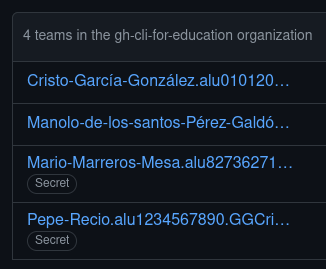 4 teams in the gh-cli-for-education organization
Cristo-García-González.alu010120…
Manolo-de-los-santos-Pérez-Galdó…
Mario-Marreros-Mesa.alu82736271…
Secret
Pepe-Recio.alu1234567890.GGCri…
Secret